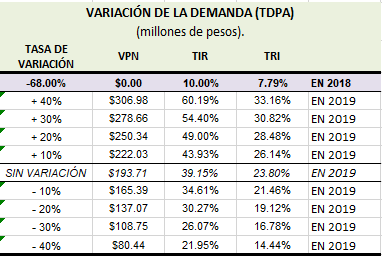 VARIACIÓN DE LA DEMANDA (TDPA)
(millones de pesos).
TASA DE VARIACIÓN VPN TIR TRI
-68.00% $0.00 10.00% 7.79% EN 2018
+ 40% $306.98 60.19% 33.16% EN 2019
+ 30% $278.66 54.40% 30.82% EN 2019
+ 20% $250.34 49.00% 28.48% EN 2019
+ 10% $222.03 43.93% 26.14% EN 2019
SIN VARIACIÓN $193.71 39.15% 23.80% EN 2019
- 10% $165.39 34.61% 21.46% EN 2019
- 20% $137.07 30.27% 19.12% EN 2019
- 30% $108.75 26.07% 16.78% EN 2019
- 40% $80.44 21.95% 14.44% EN 2019